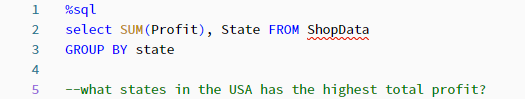 1 %sql
2 select SUM(Profit), State FROM ShopData
3 GROUP BY state
4
5 --what states in the USA has the highest total profit?